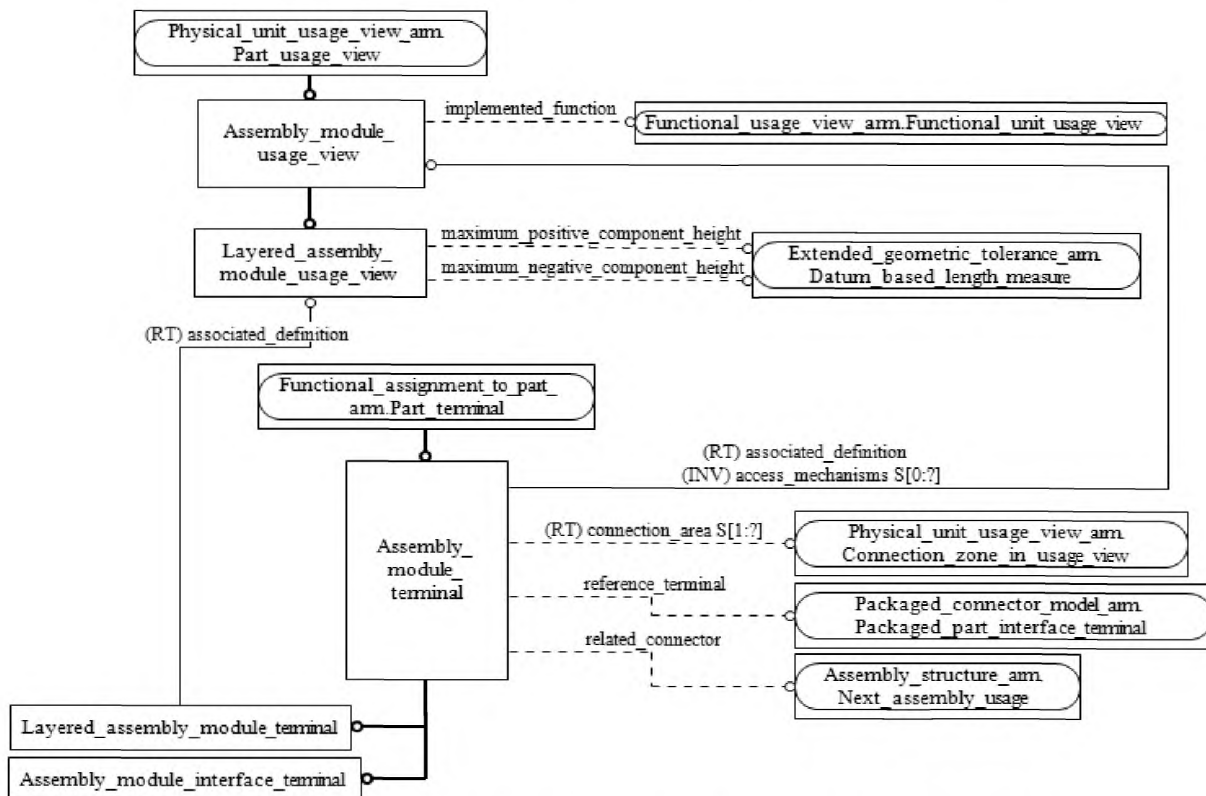 Physical_unit_usage_view_arm.
Part_usage_view
implemented_function
Functional_usage_view_arm.Functional_unit_usage_view
Assembly_module_
usage_view
maximum_positive_component_height
Layered_assembly_
module_usage_view
maximum_negative_component_height
Extended_geometric_tolerance_arm.
Datum_based_length_measure
(RT) associated_definition
Functional_assignment_to_part_
arm.Part_terminal
(RT) associated_definition
(INV) access_mechanisms S[0:?]
(RT) connection_area S[1:?]
Physical_unit_usage_view_arm.
Connection_zone_in_usage_view
Assembly_
module_
terminal
reference_terminal
Packaged_connector_model_arm.
Packaged_part_interface_terminal
related_connector
Assembly_structure_arm.
Next_assembly_usage
Layered_assembly_module_terminal
Assembly_module_interface_terminal